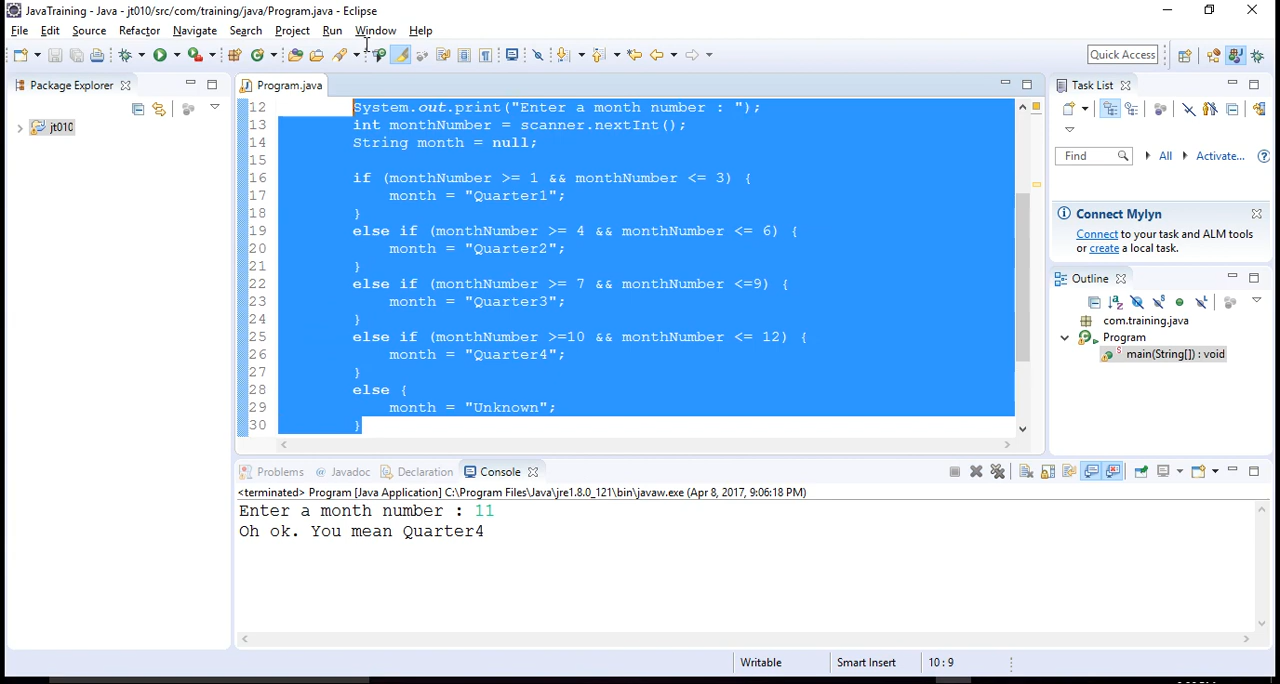 JavaTraining - Java - jt010/src/com/training/java/Program.java - Eclipse
File Edit Source Refactor Navigate Search Project Run Window Help
Quick Access
Package Explorer
jt010
Program.java
12 System.out.print("Enter a month number : ");
13 int monthNumber = scanner.nextInt();
14 String month = null;
15
16 if (monthNumber >= 1 && monthNumber <= 3) {
17 month = "Quarter1";
18 }
19 else if (monthNumber >= 4 && monthNumber <= 6) {
20 month = "Quarter2";
21 }
22 else if (monthNumber >= 7 && monthNumber <=9) {
23 month = "Quarter3";
24 }
25 else if (monthNumber >=10 && monthNumber <= 12) {
26 month = "Quarter4";
27 }
28 else {
29 month = "Unknown";
30 }
Task List
Find All Activate...
Connect Mylyn
Connect to your task and ALM tools
or create a local task.
Outline
com.training.java
Program
main(String[]) : void
Problems @ Javadoc Declaration Console
<terminated> Program [Java Application] C:\Program Files\Java\jre1.8.0_121\bin\javaw.exe (Apr 8, 2017, 9:06:18 PM)
Enter a month number : 11
Oh ok. You mean Quarter4
Writable Smart Insert 10 : 9